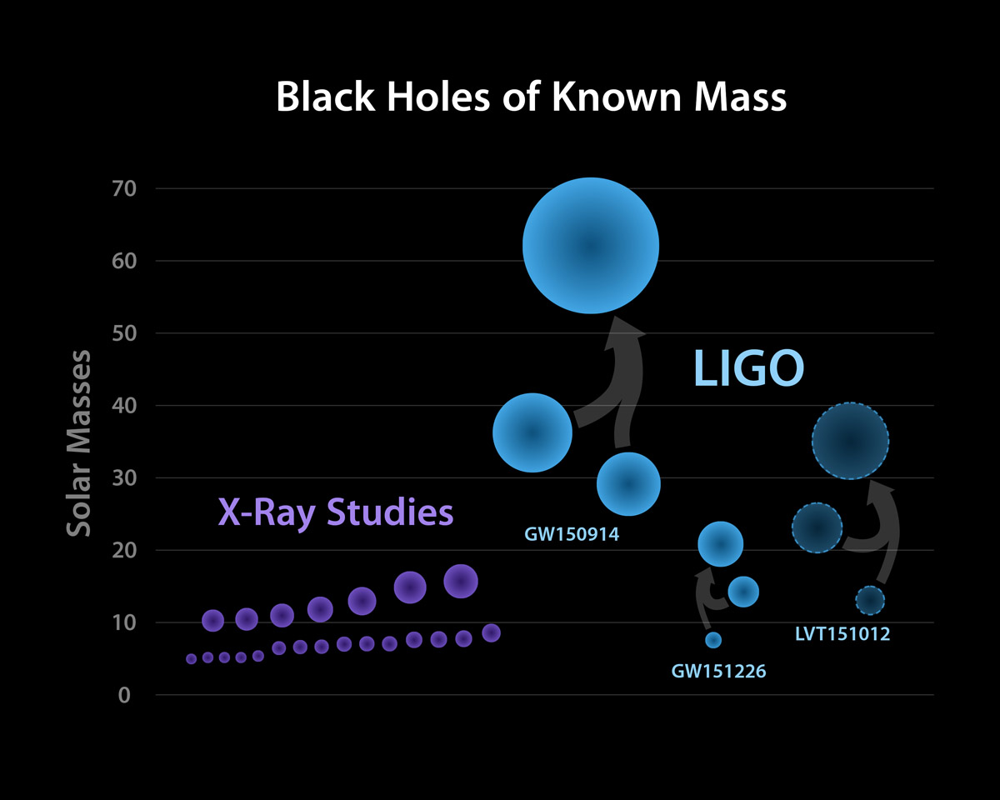 Black Holes of Known Mass
70
60
50
40
30
20
10
0
Solar Masses
LIGO
X-Ray Studies
GW150914
LVT151012
GW151226